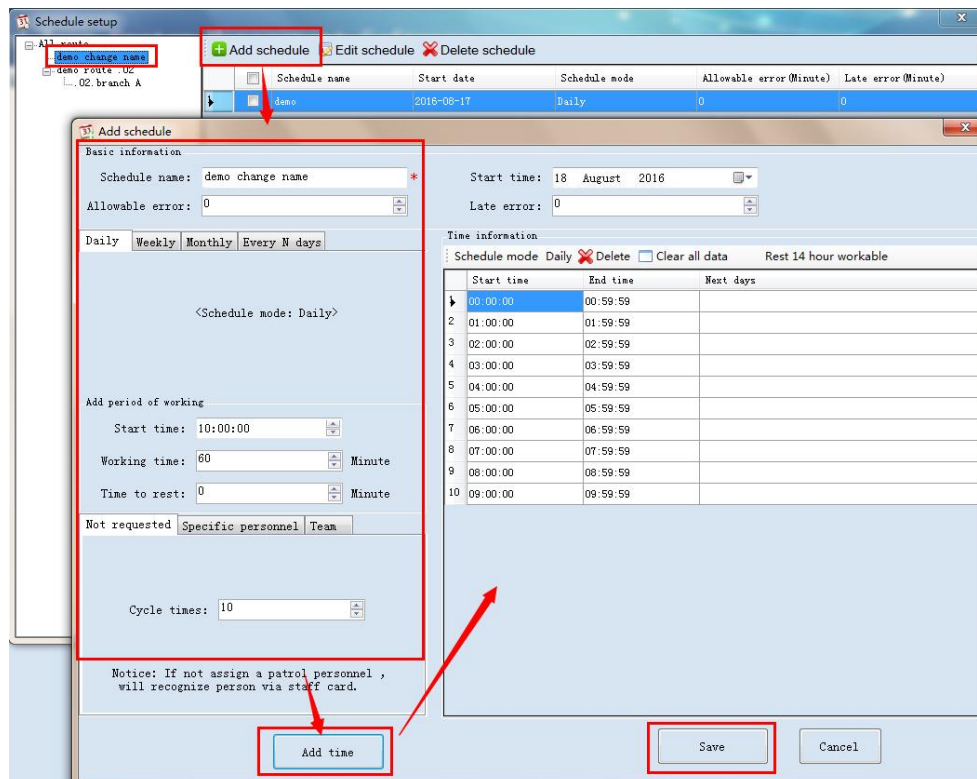 Schedule setup
All route
demo change name
demo route .02
.02.branch A
Add schedule Edit schedule Delete schedule
Schedule name Start date Schedule mode Allowable error(Minute) Late error(Minute)
demo 2016-08-17 Daily 0 0
Add schedule
Basic information
Schedule name: demo change name * Start time: 18 August 2016
Allowable error: 0 Late error: 0
Daily Weekly Monthly Every N days
<Schedule mode: Daily>
Add period of working
Start time: 10:00:00
Working time: 60 Minute
Time to rest: 0 Minute
Not requested Specific personnel Team
Cycle times: 10
Notice: If not assign a patrol personnel ,
will recognize person via staff card.
Add time
Time information
Schedule mode Daily Delete Clear all data Rest 14 hour workable
Start time End time Next days
00:00:00 00:59:59
2 01:00:00 01:59:59
3 02:00:00 02:59:59
4 03:00:00 03:59:59
5 04:00:00 04:59:59
6 05:00:00 05:59:59
7 06:00:00 06:59:59
8 07:00:00 07:59:59
9 08:00:00 08:59:59
10 09:00:00 09:59:59
Save Cancel